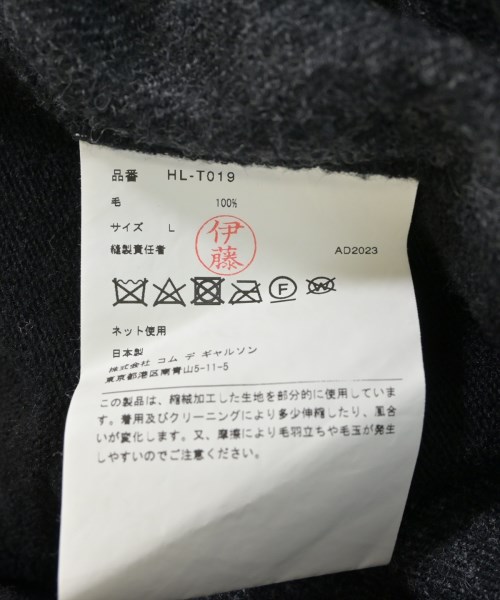 品番 HL-T019
毛 100%
サイズ L
縫製責任者 伊藤 AD2023
F W
ネット使用
日本製
株式会社 コム デ ギャルソン
東京都港区南青山5-11-5
この製品は、縮絨加工した生地を部分的に使用していま
す。着用及びクリーニングにより多少伸縮したり、風合
いが変化します。又、摩擦により毛羽立ちや毛玉が発生
しやすいのでご注意ください。